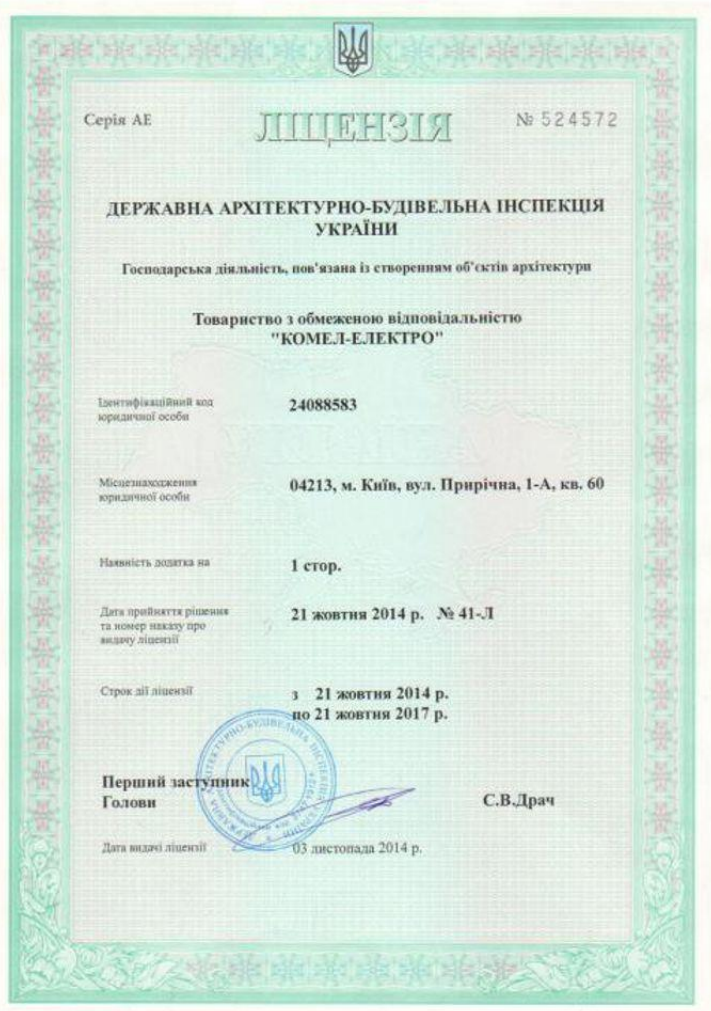 Серія АЕ
ЛІЦЕНЗІЯ
№ 524572
ДЕРЖАВНА АРХІТЕКТУРНО-БУДІВЕЛЬНА ІНСПЕКЦІЯ
УКРАЇНИ
Господарська діяльність, пов'язана із створенням об'єктів архітектури
Товариство з обмеженою відповідальністю
"КОМЕЛ-ЕЛЕКТРО"
Ідентифікаційний код
юридичної особи
24088583
Місцезнаходження
юридичної особи
04213, м. Київ, вул. Прирічна, 1-А, кв. 60
Наявність додатка на
1 стор.
Дата прийняття рішення
та номер наказу про
видачу ліцензії
21 жовтня 2014 р. № 41-Л
Строк дії ліцензії
з 21 жовтня 2014 р.
по 21 жовтня 2017 р.
Перший заступник
Голови
С.В.Драч
Дата видачі ліцензії
03 листопада 2014 р.